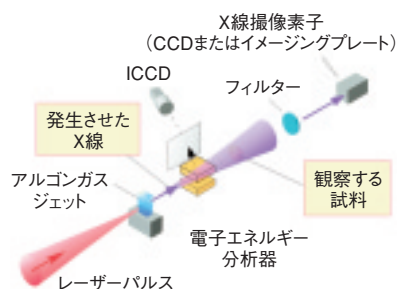 X線撮像素子
（CCDまたはイメージングプレート）
ICCD
フィルター
発生させた
X線
アルゴンガス
ジェット
観察する
試料
電子エネルギー
分析器
レーザーパルス